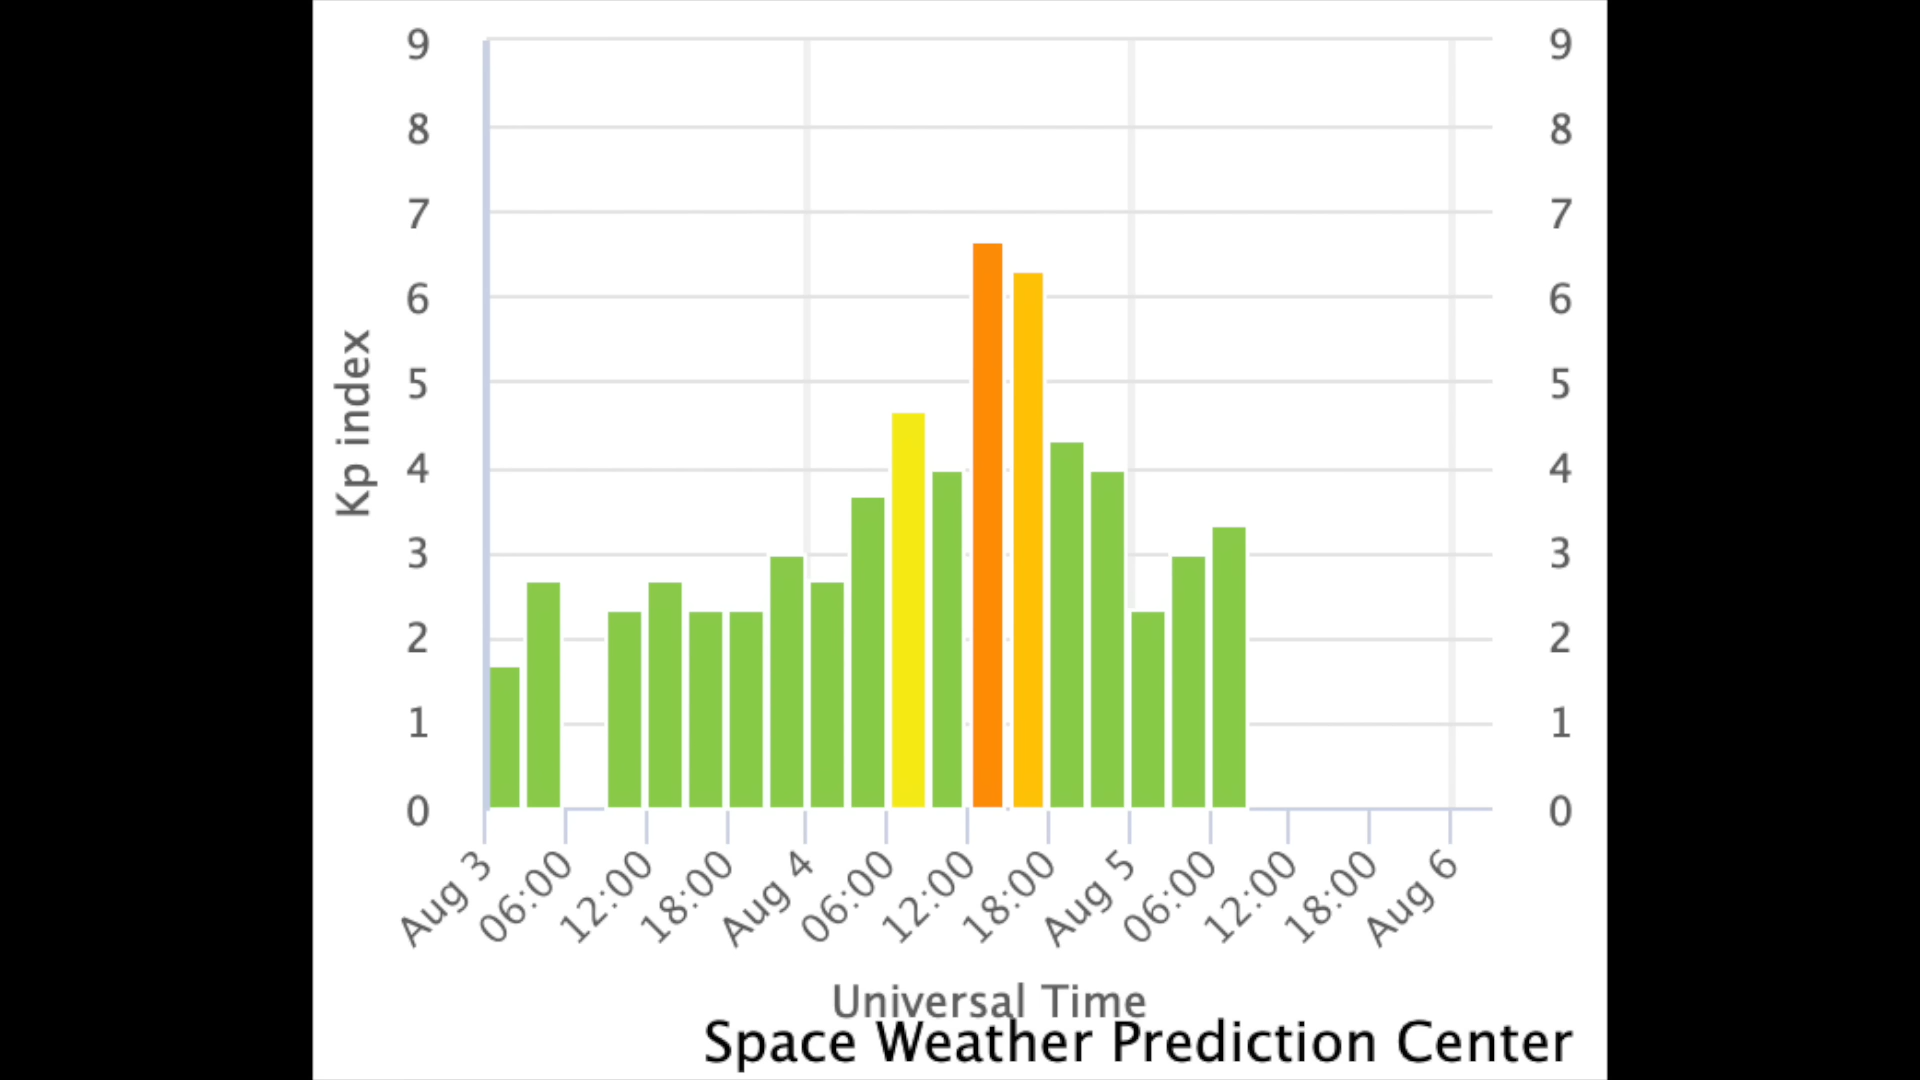 9 9
8 8
7 7
6 6
5 5
4 4
3 3
2 2
1 1
0 0
Kp index
Aug 3 06:00 12:00 18:00 Aug 4 06:00 12:00 18:00 Aug 5 06:00 12:00 18:00 Aug 6
Universal Time
Space Weather Prediction Center